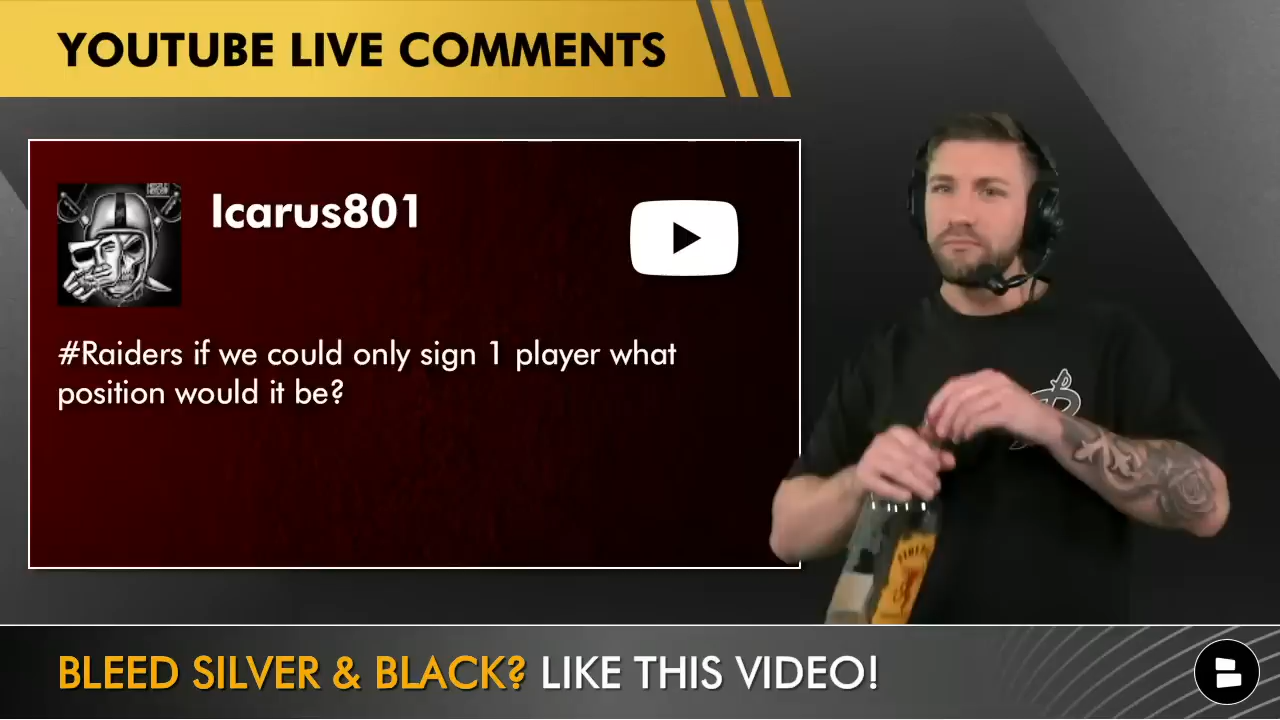 YOUTUBE LIVE COMMENTS
Icarus801
#Raiders if we could only sign 1 player what
position would it be?
BLEED SILVER & BLACK? LIKE THIS VIDEO!